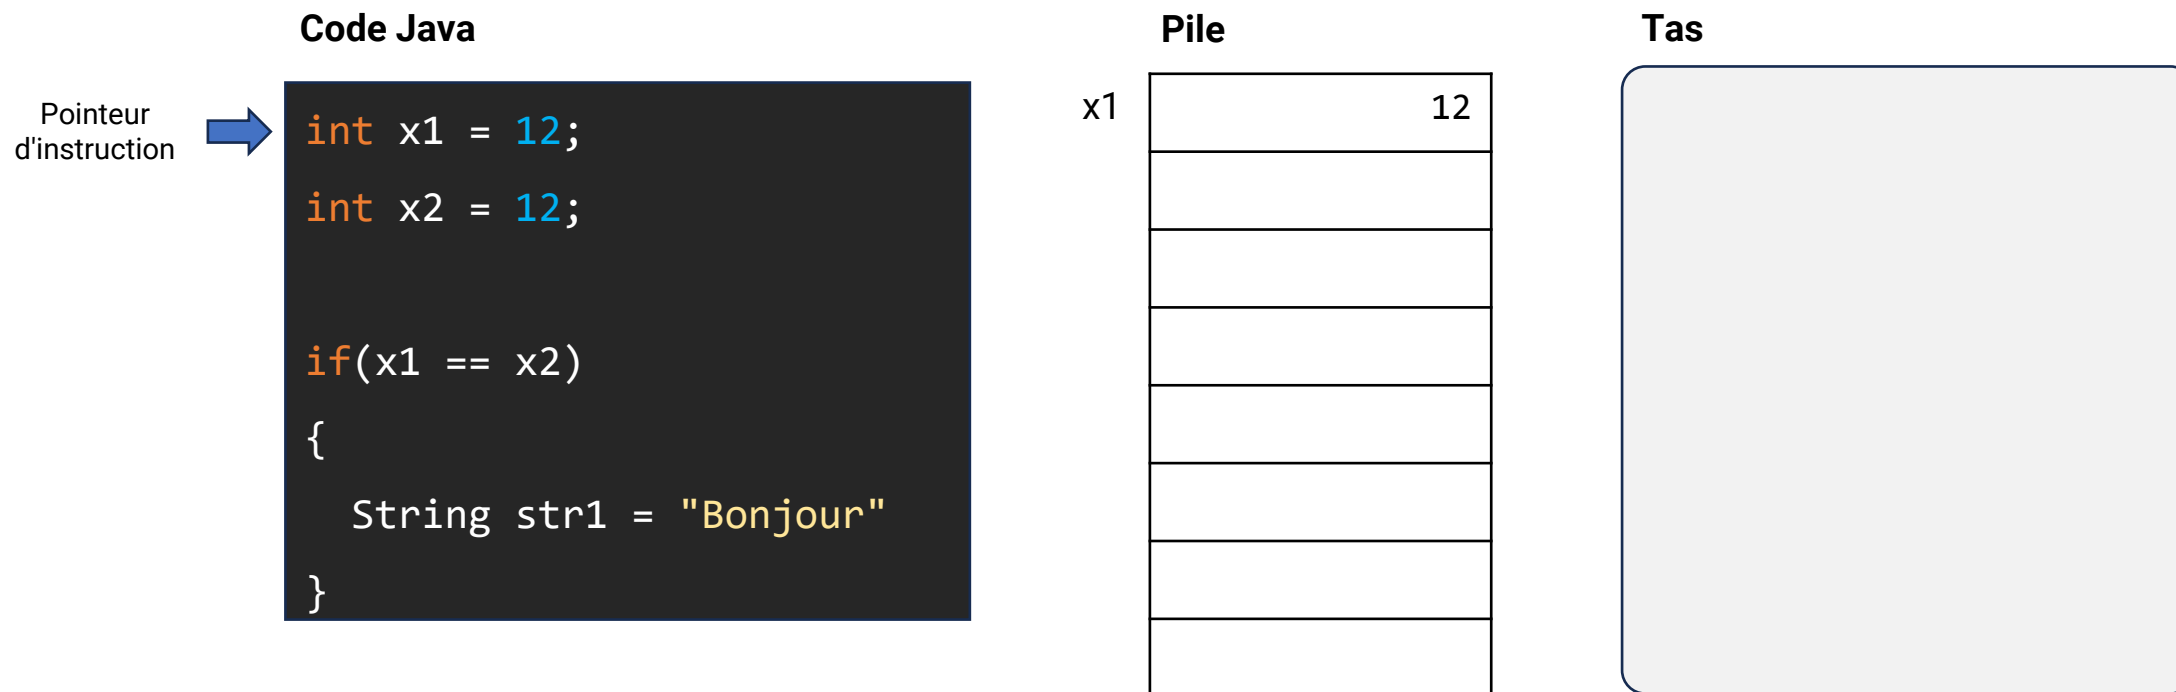 Code Java
Pile
Tas
Pointeur
d'instruction
int x1 = 12;
int x2 = 12;
if(x1 == x2)
{
String str1 = "Bonjour"
}
x1
12